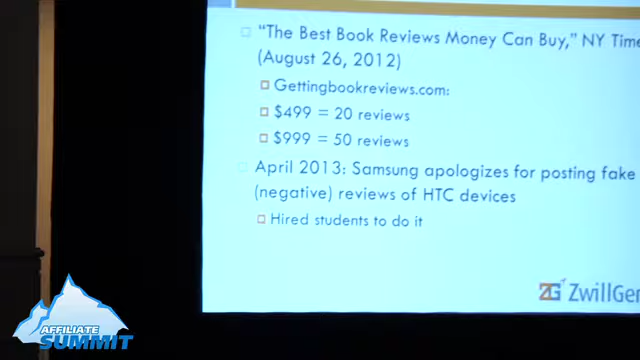 "The Best Book Reviews Money Can Buy," NY
(August 26, 2012)
Gettingbookreviews.com:
$499 = 20 reviews
$999 = 50 reviews
April 2013: Samsung apologizes for posting fake
(negative) reviews of HTC devices
Hired students to do it
ZG
AFFILIATE
SUMMIT